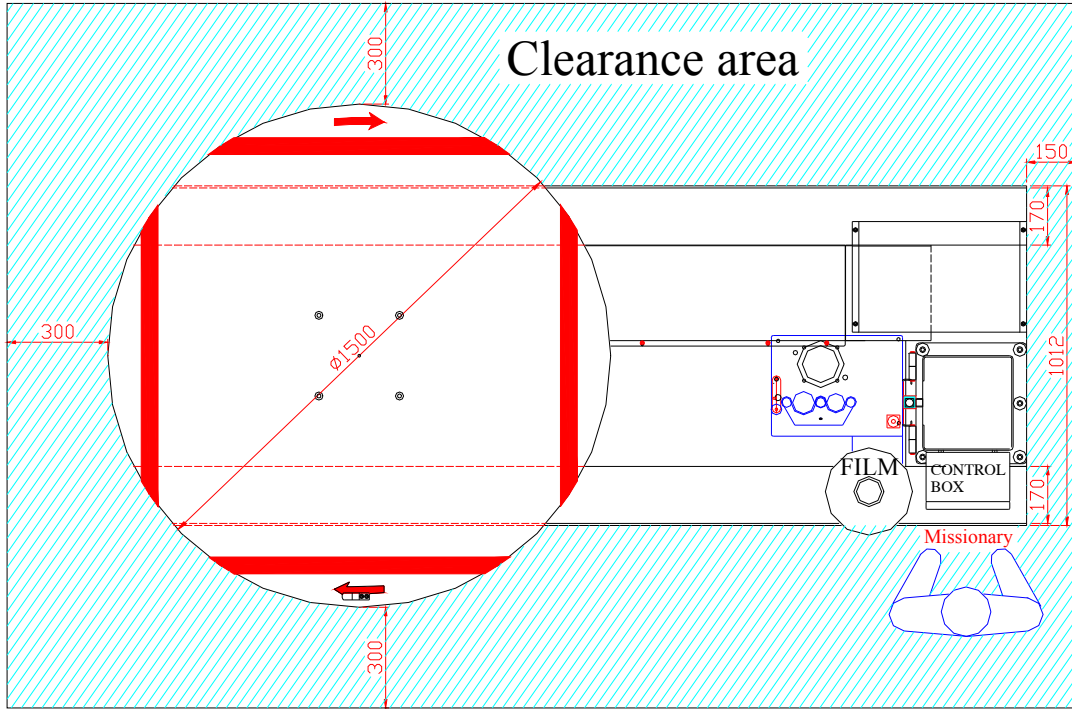 Clearance area
300
150
170
300
ø1500
1012
FILM
CONTROL
BOX
170
Missionary
300